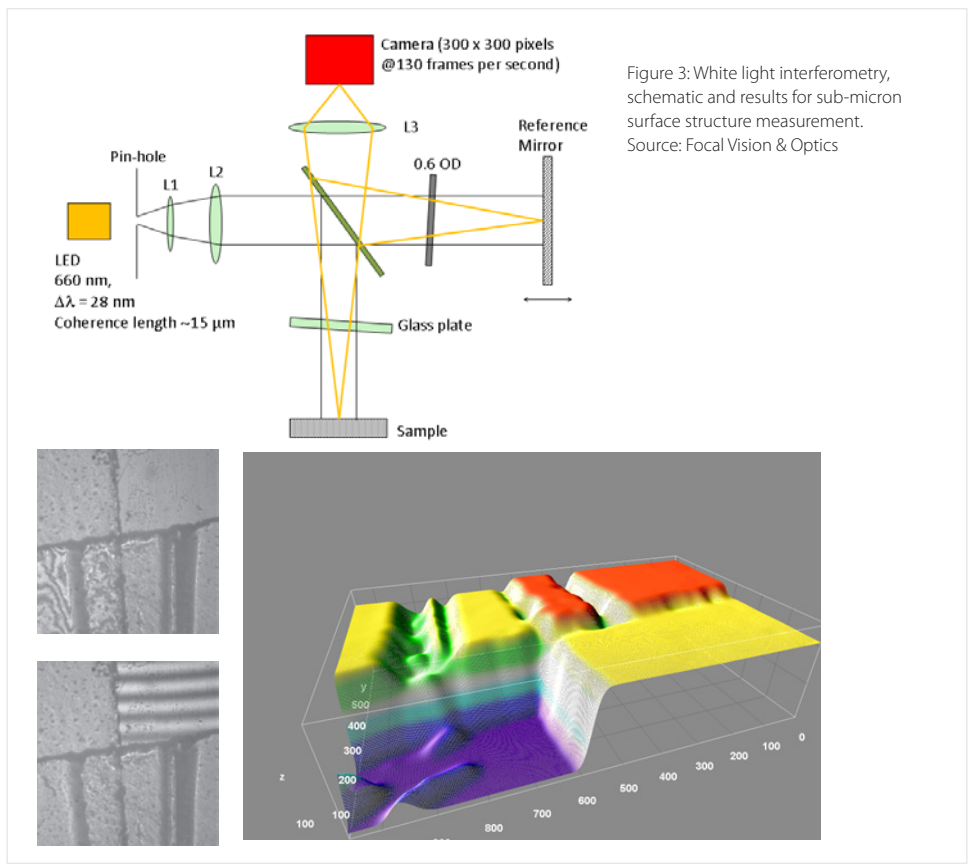 Camera (300 x 300 pixels
@130 frames per second)
Figure 3: White light interferometry,
schematic and results for sub-micron
surface structure measurement.
Source: Focal Vision & Optics
L3
Reference
Mirror
Pin-hole
0.6 OD
L1
L2
LED
660 nm,
Δλ = 28 nm
Coherence length ~15 μm
Glass plate
Sample
y
500
400
300
200
100
z
100
800
700
600
500
400
300
200
100
0